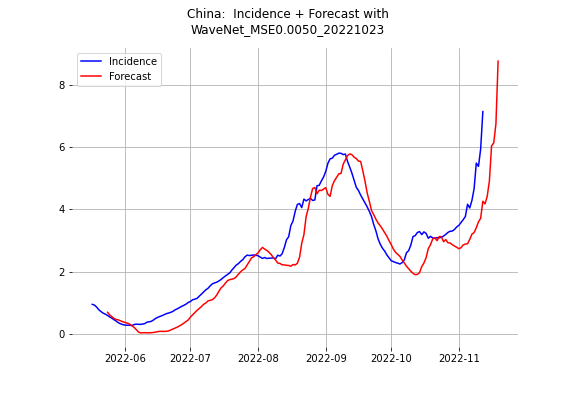 China:  Incidence + Forecast with
WaveNet_MSE0.0050_20221023
Incidence
Forecast
8
6
4
2
0
2022-06 2022-07 2022-08 2022-09 2022-10 2022-11